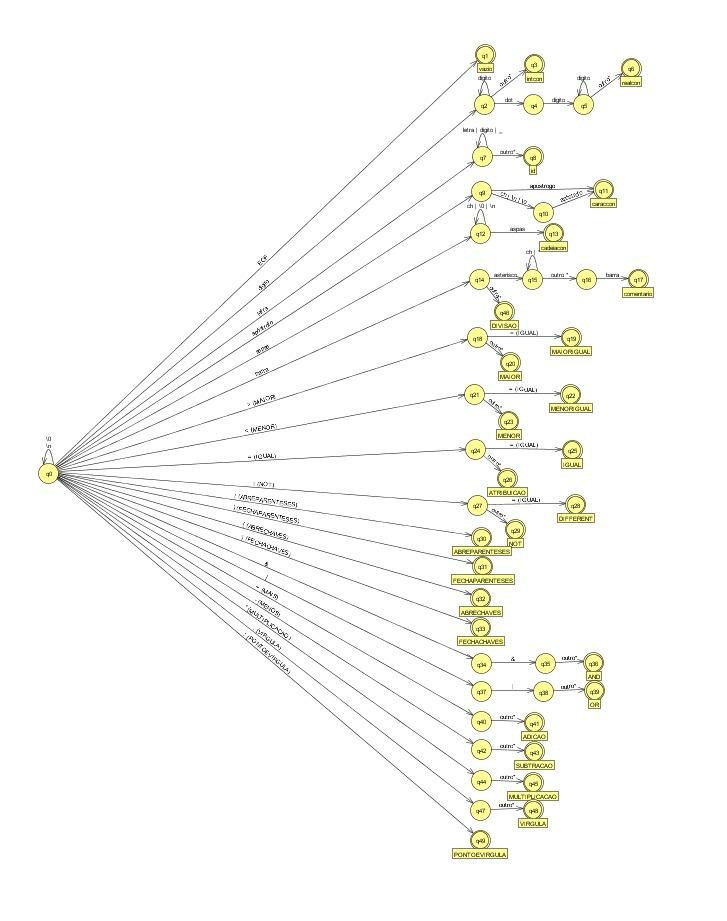 q1
vazio
q3
intcon
digito
outro*
q2
dot
q4
digito
q5
digito
outro*
q6
realcon
letra | digito | _
q7
outro*
q8
id
q9
apostrogo
q11
caraccon
q10
ch | \0 | \n
q12
aspas
q13
cadeiacon
q14
asterisco
ch |
q15
outro *
q16
barra
q17
comentario
outro*
q46
DIVISAO
EOF
digito
letra
aspas
barra
q18
= (IGUAL)
q19
MAIORIGUAL
outro*
q20
MAIOR
> (MAIOR)
q21
= (IGUAL)
q22
MENORIGUAL
outro*
q23
MENOR
< (MENOR)
q24
= (IGUAL)
q25
IGUAL
outro*
q26
ATRIBUICAO
= (IGUAL)
\0
\n
q0
q27
= (IGUAL)
q28
DIFFERENT
outro*
q29
NOT
! (NOT)
( (ABREPARENTESES)
) (FECHAPARENTESES)
{ (ABRECHAVES)
} (FECHACHAVES)
&
|
+ (MAIS)
- (MENOS)
* (MULTIPLICACAO)
, (VIRGULA)
; (PONTOEVIRGULA)
q30
ABREPARENTESES
q31
FECHAPARENTESES
q32
ABRECHAVES
q33
FECHACHAVES
q34
&
q35
outro*
q36
AND
q37
|
q38
outro*
q39
OR
q40
outro*
q41
ADICAO
q42
outro*
q43
SUBTRACAO
q44
outro*
q45
MULTIPLICACAO
q47
outro*
q48
VIRGULA
q49
PONTOEVIRGULA